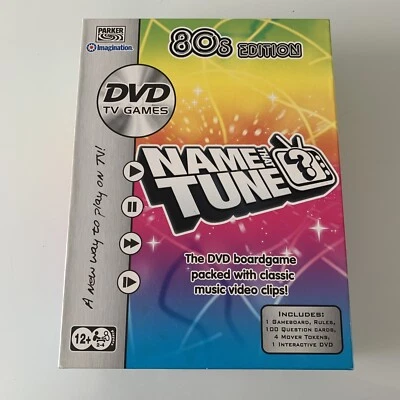 PARKER
Imagination
80s EDITION
DVD
TV GAMES
A new way to play on TV!
NAME THAT
TUNE?
The DVD boardgame
packed with classic
music video clips!
INCLUDES:
1 GAMEBOARD, RULES,
100 QUESTION CARDS,
4 MOVER TOKENS,
1 INTERACTIVE DVD
12+
2-4